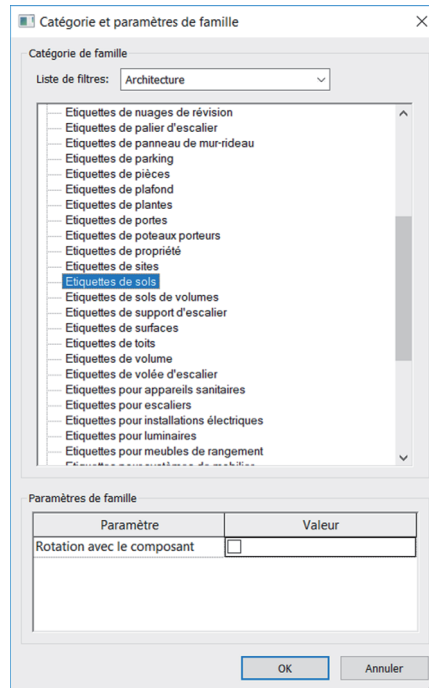 Catégorie et paramètres de famille
Catégorie de famille
Liste de filtres: Architecture
Etiquettes de nuages de révision
Etiquettes de palier d'escalier
Etiquettes de panneau de mur-rideau
Etiquettes de parking
Etiquettes de pièces
Etiquettes de plafond
Etiquettes de plantes
Etiquettes de portes
Etiquettes de poteaux porteurs
Etiquettes de propriété
Etiquettes de sites
Etiquettes de sols
Etiquettes de sols de volumes
Etiquettes de support d'escalier
Etiquettes de surfaces
Etiquettes de toits
Etiquettes de volume
Etiquettes de volée d'escalier
Etiquettes pour appareils sanitaires
Etiquettes pour escaliers
Etiquettes pour installations électriques
Etiquettes pour luminaires
Etiquettes pour meubles de rangement
Etiquettes pour systèmes de mobilier
Paramètres de famille
Paramètre Valeur
Rotation avec le composant
OK Annuler